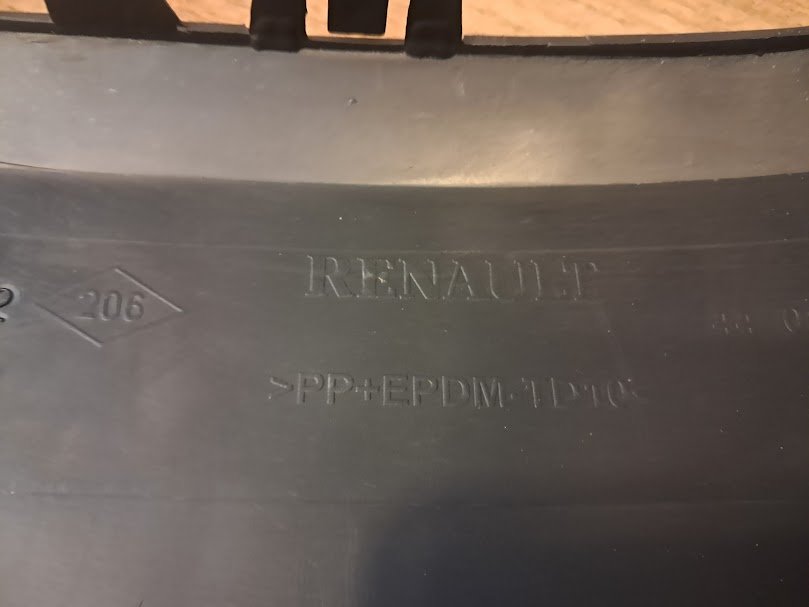 206
RENAULT
>PP+EPDM-TD10<